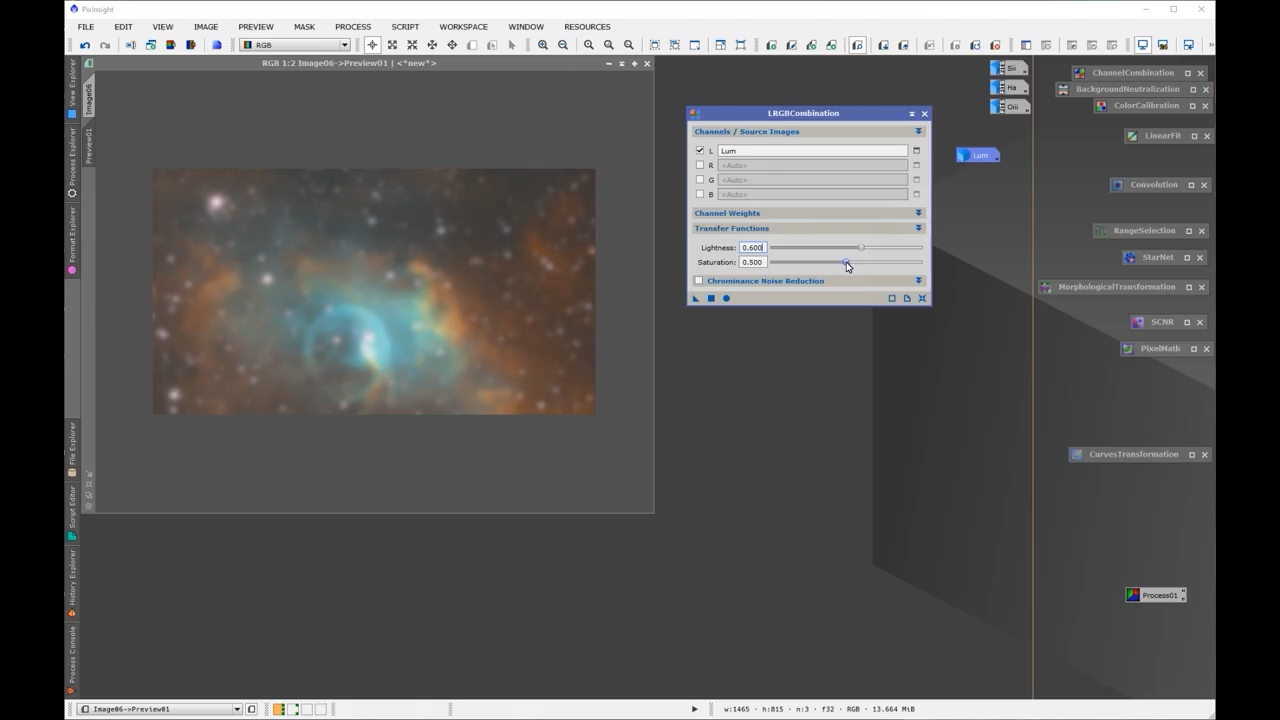 PixInsight
FILE EDIT VIEW IMAGE PREVIEW MASK PROCESS SCRIPT WORKSPACE WINDOW RESOURCES
RGB
RGB 1:2 Image06->Preview01 | <*new*>
View Explorer
Process Explorer
Format Explorer
File Explorer
Script Editor
History Explorer
Process Console
Image06
Preview01
LRGBCombination
Channels / Source Images
L Lum
R <Auto>
G <Auto>
B <Auto>
Channel Weights
Transfer Functions
Lightness: 0.600
Saturation: 0.500
Chrominance Noise Reduction
Sii
Ha
Oiii
Lum
ChannelCombination
BackgroundNeutralization
ColorCalibration
LinearFit
Convolution
RangeSelection
StarNet
MorphologicalTransformation
SCNR
PixelMath
CurvesTransformation
Process01
Image06->Preview01
w:1465 · h:815 · n:3 · f32 · RGB · 13.664 MiB